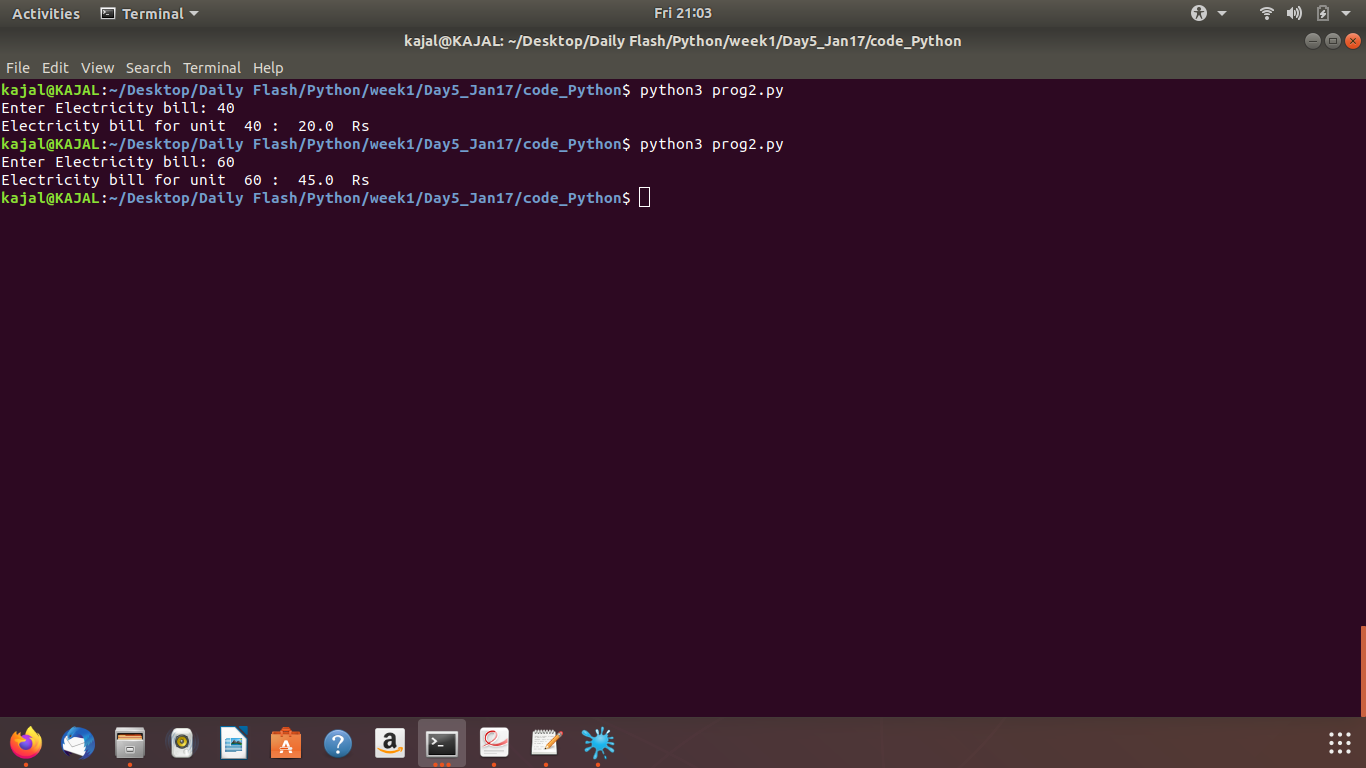 Activities Terminal Fri 21:03
kajal@KAJAL: ~/Desktop/Daily Flash/Python/week1/Day5_Jan17/code_Python
File Edit View Search Terminal Help
kajal@KAJAL:~/Desktop/Daily Flash/Python/week1/Day5_Jan17/code_Python$ python3 prog2.py
Enter Electricity bill: 40
Electricity bill for unit  40 :  20.0  Rs
kajal@KAJAL:~/Desktop/Daily Flash/Python/week1/Day5_Jan17/code_Python$ python3 prog2.py
Enter Electricity bill: 60
Electricity bill for unit  60 :  45.0  Rs
kajal@KAJAL:~/Desktop/Daily Flash/Python/week1/Day5_Jan17/code_Python$